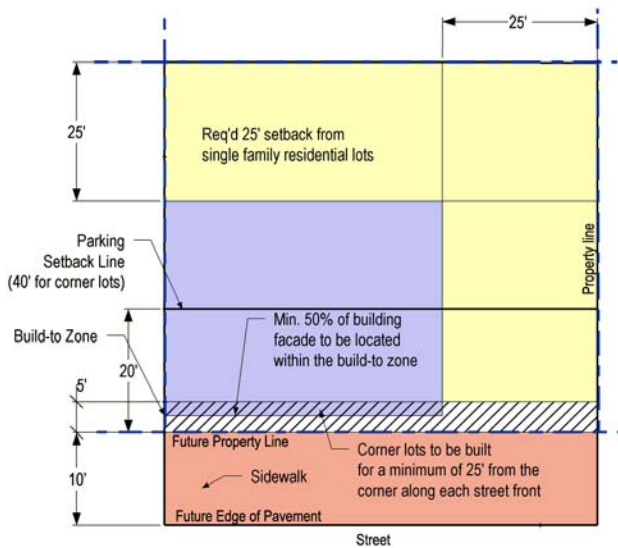 25'
25'
Req'd 25' setback from
single family residential lots
Parking
Setback Line
(40' for corner lots)
Property line
Build-to Zone
Min. 50% of building
facade to be located
within the build-to zone
20'
5'
Future Property Line
Corner lots to be built
for a minimum of 25' from the
corner along each street front
10'
Sidewalk
Future Edge of Pavement
Street